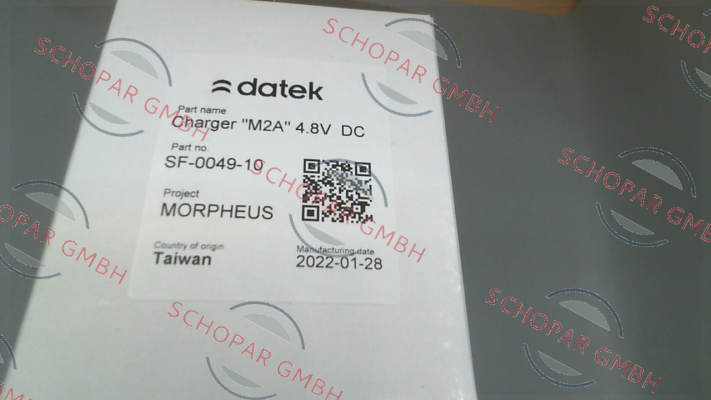 datek
Part name
Charger "M2A" 4.8V DC
Part no.
SF-0049-10
Project
MORPHEUS
Country of origin
Taiwan
Manufacturing date
2022-01-28
SCHOPAR GMBH
SCHOPAR GMBH
SCHOPAR GMBH
SCHOPAR GMBH
SCHOPAR GMBH
SCHOPAR GMBH
SCHOPAR GMBH
SCHOPAR GMBH